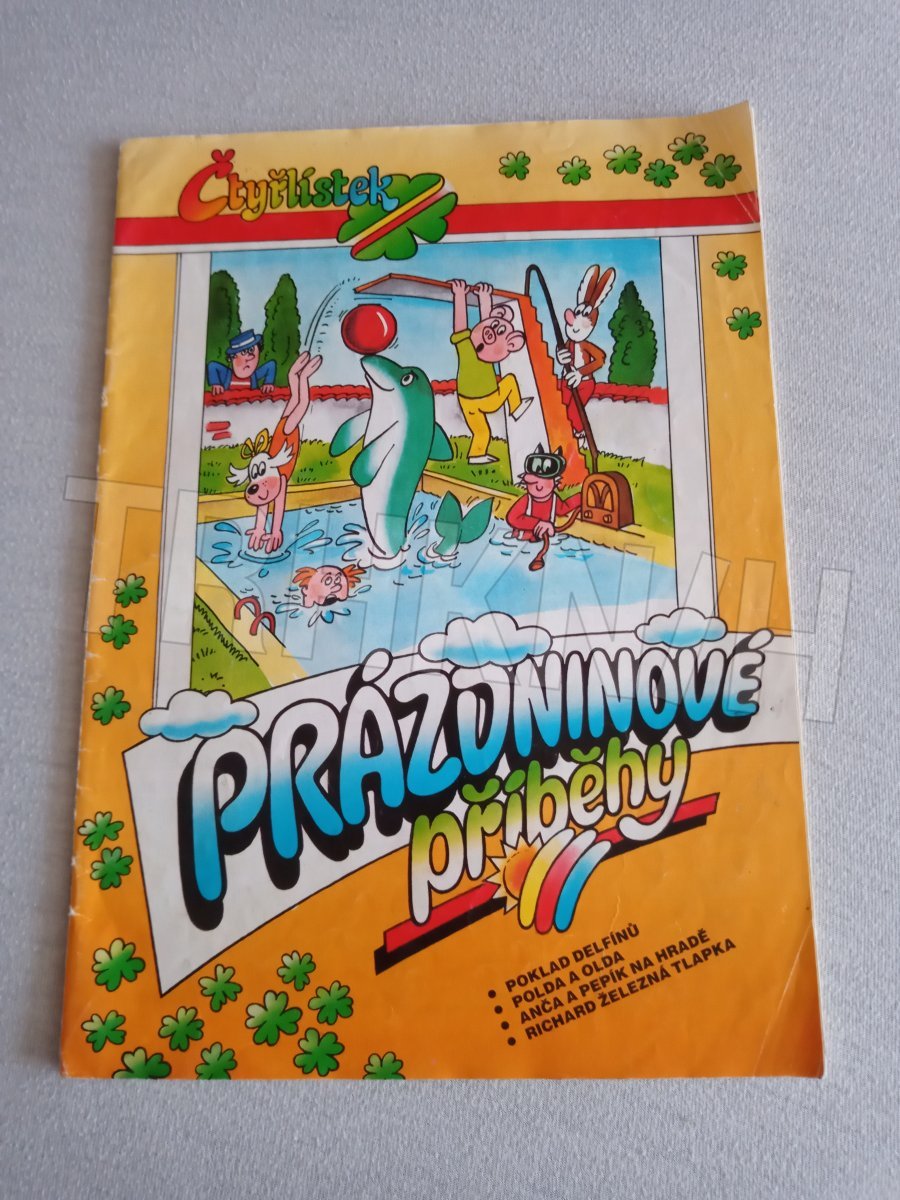 Čtyřlístek
PRÁZDNINOVÉ
příběhy
• POKLAD DELFÍNŮ
• POLDA A OLDA
• ANČA A PEPÍK NA HRADĚ
• RICHARD ŽELEZNÁ TLAPKA